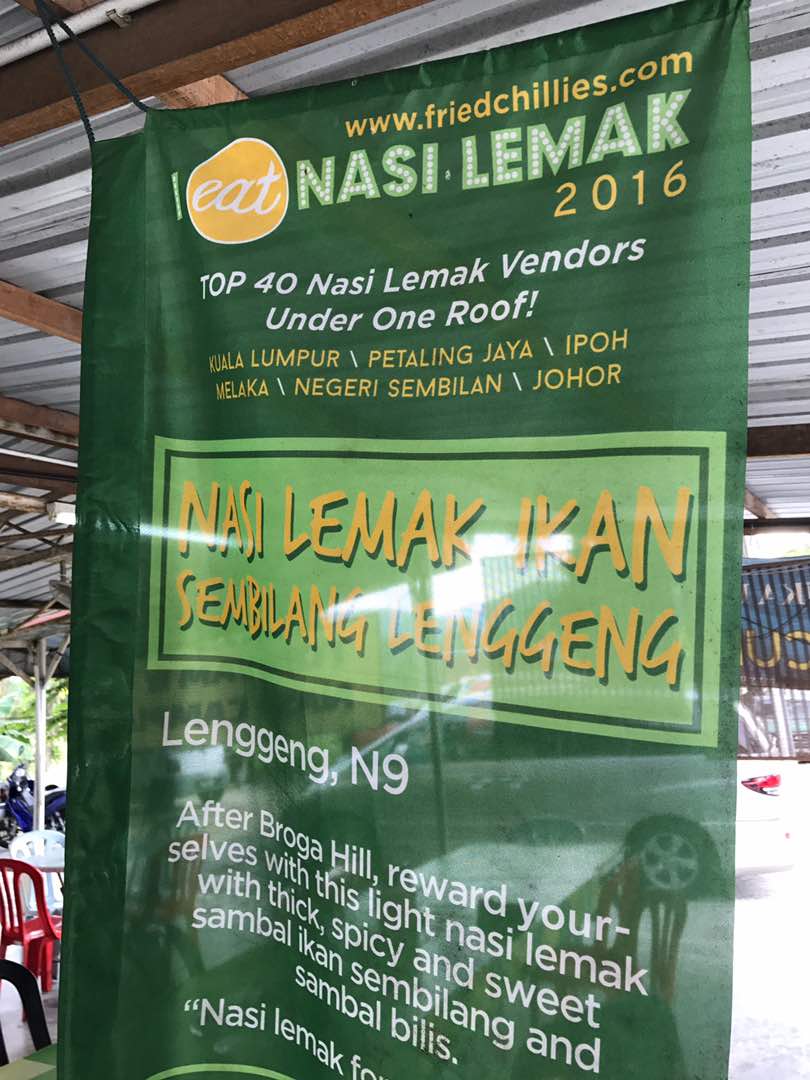 www.friedchillies.com
I eat NASI LEMAK
2016
TOP 40 Nasi Lemak Vendors
Under One Roof!
KUALA LUMPUR \ PETALING JAYA \ IPOH
MELAKA \ NEGERI SEMBILAN \ JOHOR
NASI LEMAK IKAN
SEMBILANG LENGGENG
Lenggeng, N9
After Broga Hill, reward your-
selves with this light nasi lemak
with thick, spicy and sweet
sambal ikan sembilang and
sambal bilis.
“Nasi lemak